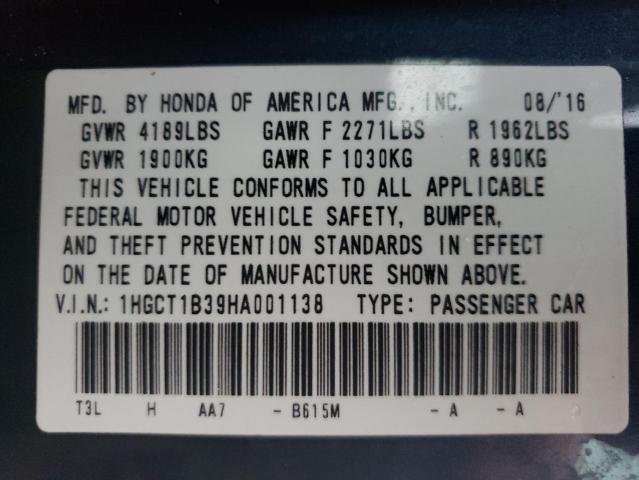 MFD. BY HONDA OF AMERICA MFG., INC. 08/'16
GVWR 4189LBS GAWR F 2271LBS R 1962LBS
GVWR 1900KG GAWR F 1030KG R 890KG
THIS VEHICLE CONFORMS TO ALL APPLICABLE
FEDERAL MOTOR VEHICLE SAFETY, BUMPER,
AND THEFT PREVENTION STANDARDS IN EFFECT
ON THE DATE OF MANUFACTURE SHOWN ABOVE.
V.I.N.: 1HGCT1B39HA001138 TYPE: PASSENGER CAR
T3L H AA7 - B615M - A - A